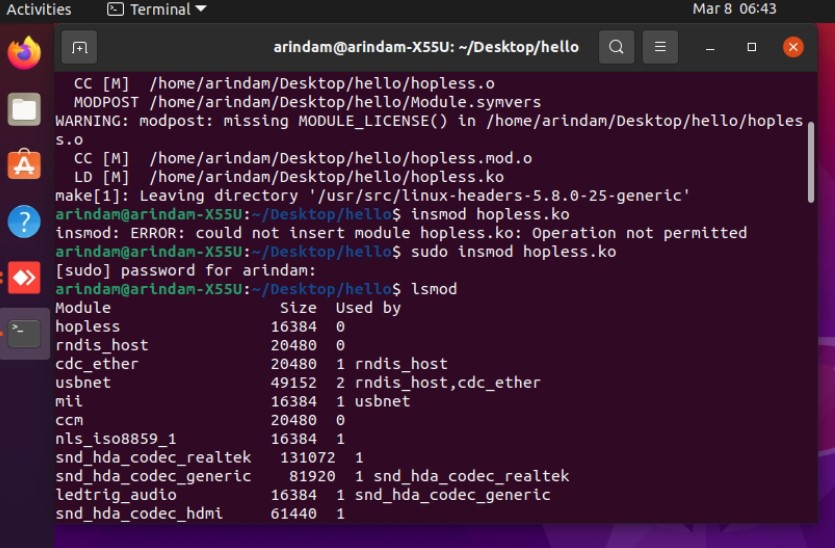 Activities
Terminal
Mar 8 06:43
arindam@arindam-X55U: ~/Desktop/hello
CC [M] /home/arindam/Desktop/hello/hopless.o
MODPOST /home/arindam/Desktop/hello/Module.symvers
WARNING: modpost: missing MODULE_LICENSE() in /home/arindam/Desktop/hello/hoples
s.o
CC [M] /home/arindam/Desktop/hello/hopless.mod.o
LD [M] /home/arindam/Desktop/hello/hopless.ko
make[1]: Leaving directory '/usr/src/linux-headers-5.8.0-25-generic'
arindam@arindam-X55U:~/Desktop/hello$ insmod hopless.ko
insmod: ERROR: could not insert module hopless.ko: Operation not permitted
arindam@arindam-X55U:~/Desktop/hello$ sudo insmod hopless.ko
[sudo] password for arindam:
arindam@arindam-X55U:~/Desktop/hello$ lsmod
Module Size Used by
hopless 16384 0
rndis_host 20480 0
cdc_ether 20480 1 rndis_host
usbnet 49152 2 rndis_host,cdc_ether
mii 16384 1 usbnet
ccm 20480 0
nls_iso8859_1 16384 1
snd_hda_codec_realtek 131072 1
snd_hda_codec_generic 81920 1 snd_hda_codec_realtek
ledtrig_audio 16384 1 snd_hda_codec_generic
snd_hda_codec_hdmi 61440 1